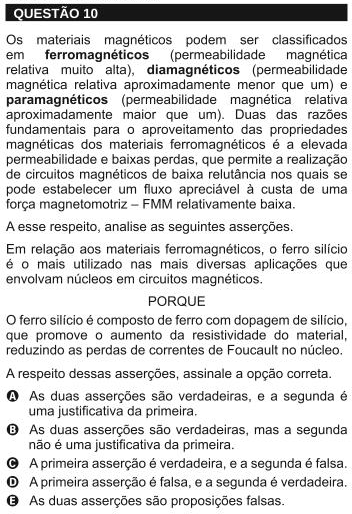 QUESTÃO 10
Os materiais magnéticos podem ser classificados
em ferromagnéticos (permeabilidade magnética
relativa muito alta), diamagnéticos (permeabilidade
magnética relativa aproximadamente menor que um) e
paramagnéticos (permeabilidade magnética relativa
aproximadamente maior que um). Duas das razões
fundamentais para o aproveitamento das propriedades
magnéticas dos materiais ferromagnéticos é a elevada
permeabilidade e baixas perdas, que permite a realização
de circuitos magnéticos de baixa relutância nos quais se
pode estabelecer um fluxo apreciável à custa de uma
força magnetomotriz – FMM relativamente baixa.
A esse respeito, analise as seguintes asserções.
Em relação aos materiais ferromagnéticos, o ferro silício
é o mais utilizado nas mais diversas aplicações que
envolvam núcleos em circuitos magnéticos.
PORQUE
O ferro silício é composto de ferro com dopagem de silício,
que promove o aumento da resistividade do material,
reduzindo as perdas de correntes de Foucault no núcleo.
A respeito dessas asserções, assinale a opção correta.
A As duas asserções são verdadeiras, e a segunda é
uma justificativa da primeira.
B As duas asserções são verdadeiras, mas a segunda
não é uma justificativa da primeira.
C A primeira asserção é verdadeira, e a segunda é falsa.
D A primeira asserção é falsa, e a segunda é verdadeira.
E As duas asserções são proposições falsas.